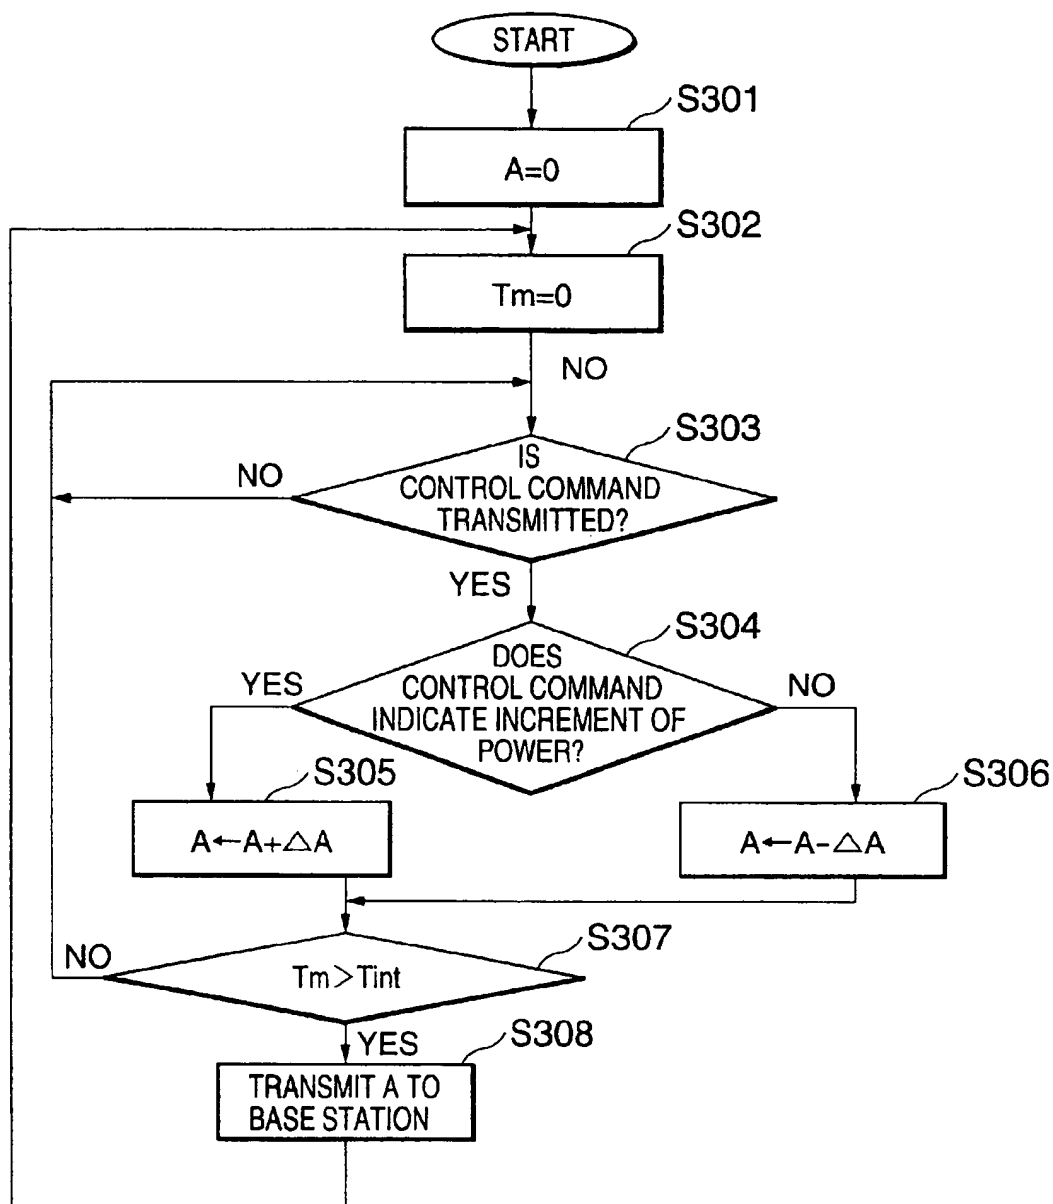 START
S301
A=0
S302
Tm=0
NO
S303
NO
IS
CONTROL COMMAND
TRANSMITTED?
YES
S304
YES
DOES
CONTROL COMMAND
INDICATE INCREMENT OF
POWER?
NO
S305
A←A+△A
S306
A←A-△A
S307
NO
Tm>Tint
YES
S308
TRANSMIT A TO
BASE STATION